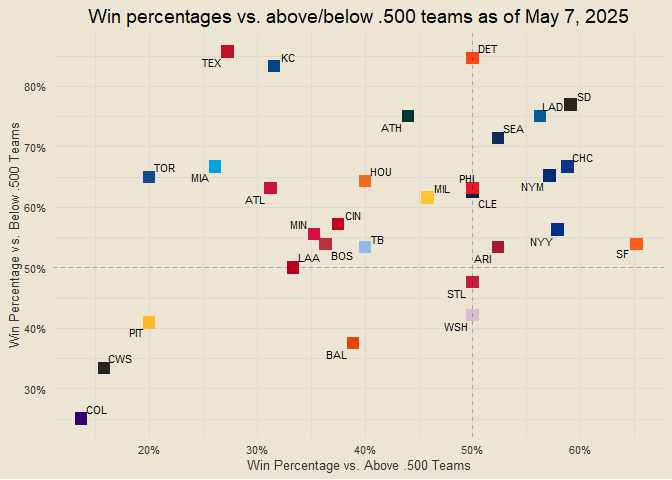 Win percentages vs. above/below .500 teams as of May 7, 2025
DET
KC
TEX
80%
SD
LAD
ATH
SEA
70%
CHC
TOR
HOU
MIA
PHI
NYM
MIL
ATL
CLE
60%
CIN
MIN
TB
NYY
BOS
ARI
SF
LAA
50%
STL
WSH
40%
PIT
BAL
CWS
30%
COL
20%
30%
40%
50%
60%
Win Percentage vs. Below .500 Teams
Win Percentage vs. Above .500 Teams